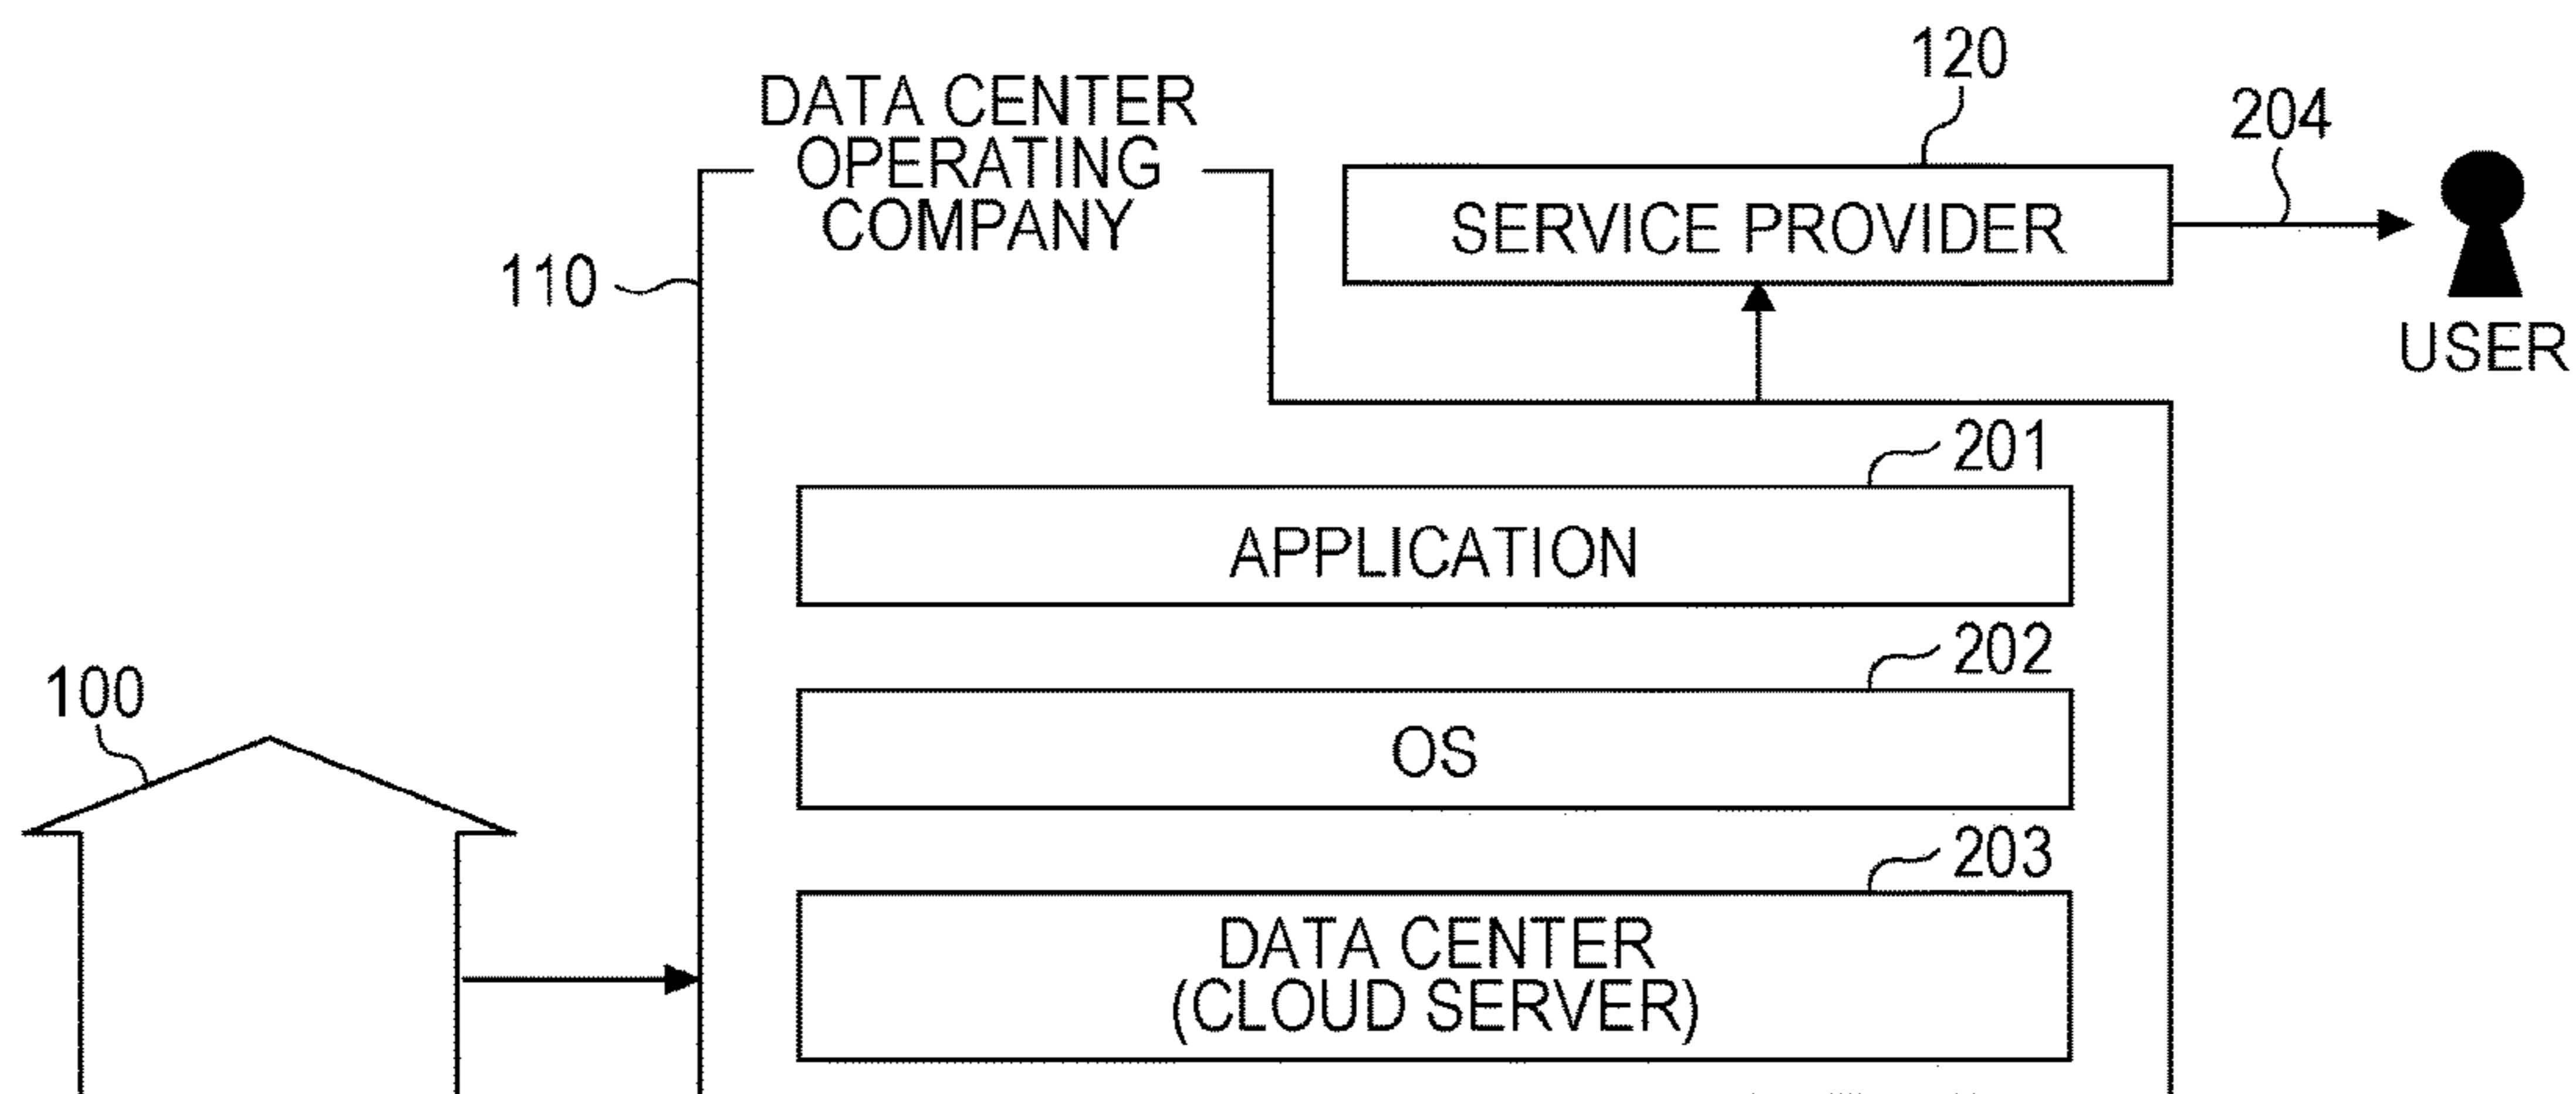 120
DATA CENTER
OPERATING
COMPANY
204
SERVICE PROVIDER
110
USER
201
APPLICATION
202
OS
100
203
DATA CENTER
(CLOUD SERVER)